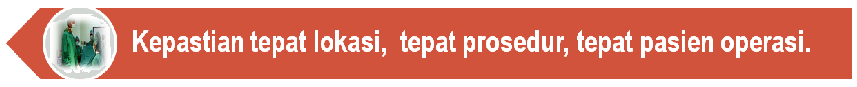 Kepastian tepat lokasi, tepat prosedur, tepat pasien operasi.